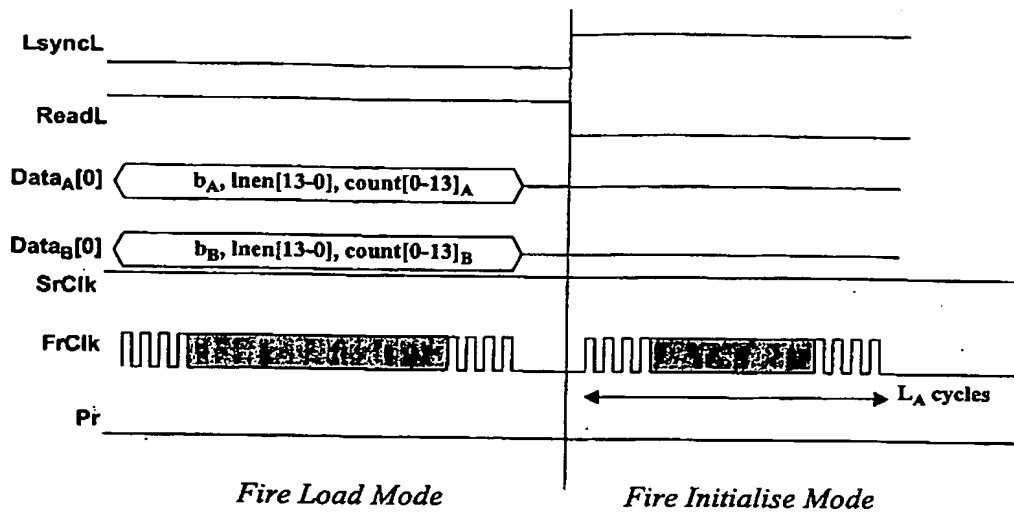 LsyncL
ReadL
DataA[0]
bA, lnen[13-0], count[0-13]A
DataB[0]
bB, lnen[13-0], count[0-13]B
SrClk
FrClk
LA cycles
Pr
Fire Load Mode
Fire Initialise Mode